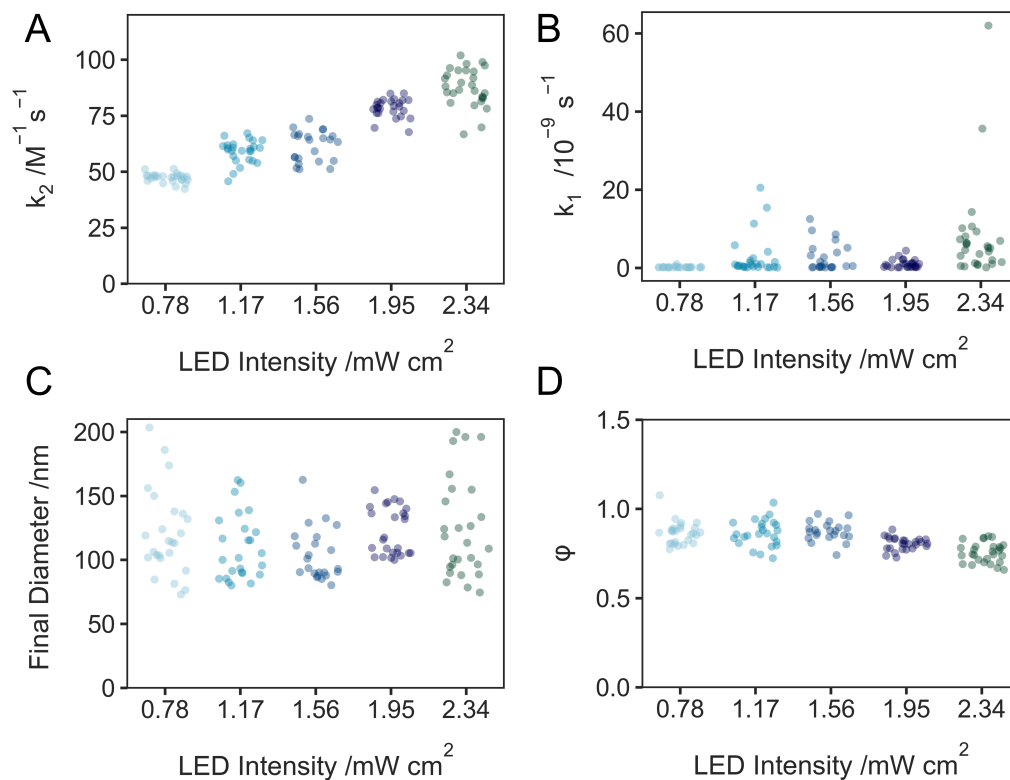 A
k₂ /M⁻¹ s⁻¹
100
75
50
25
0
0.78 1.17 1.56 1.95 2.34
LED Intensity /mW cm²
B
k₁ /10⁻⁹ s⁻¹
60
40
20
0
0.78 1.17 1.56 1.95 2.34
LED Intensity /mW cm²
C
Final Diameter /nm
200
150
100
50
0
0.78 1.17 1.56 1.95 2.34
LED Intensity /mW cm²
D
φ
1.5
1.0
0.5
0.0
0.78 1.17 1.56 1.95 2.34
LED Intensity /mW cm²